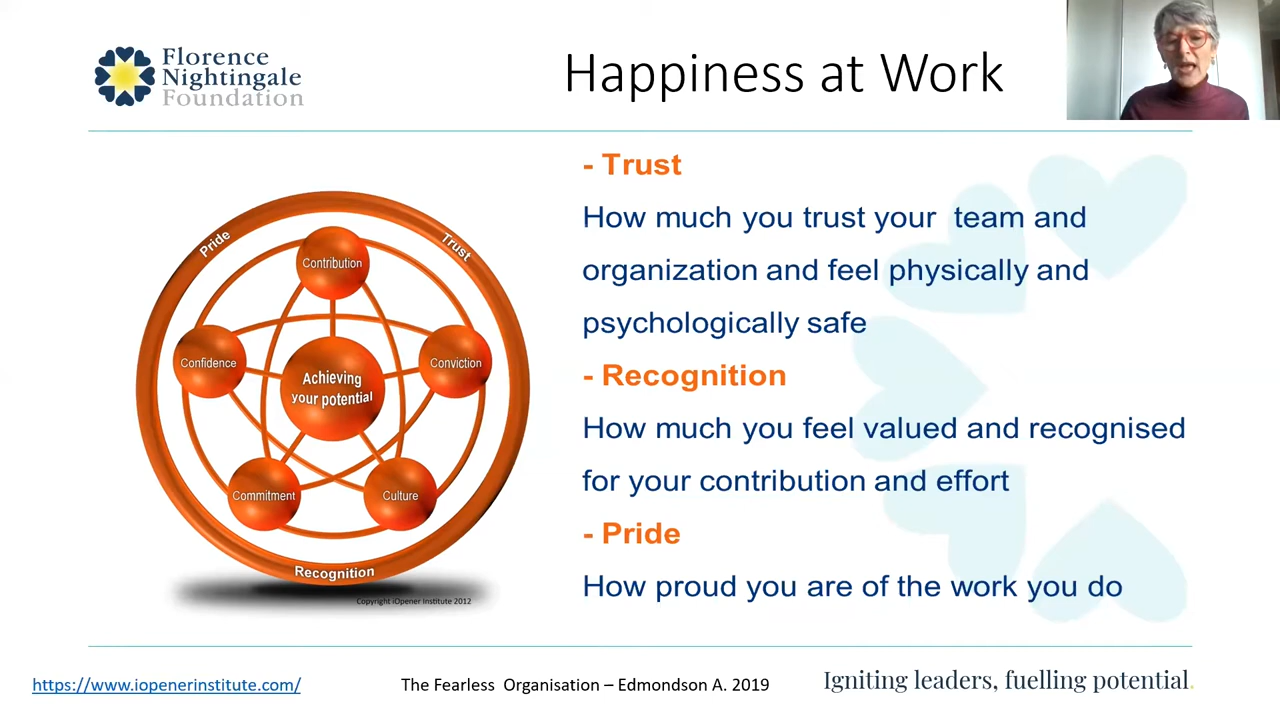 Florence
Nightingale
Foundation
Happiness at Work
Pride
Trust
Contribution
Confidence
Conviction
Achieving
your potential
Commitment
Culture
Recognition
Copyright iOpener Institute 2012
- Trust
How much you trust your  team and
organization and feel physically and
psychologically safe
- Recognition
How much you feel valued and recognised
for your contribution and effort
- Pride
How proud you are of the work you do
https://www.iopenerinstitute.com/
The Fearless  Organisation – Edmondson A. 2019
Igniting leaders, fuelling potential.